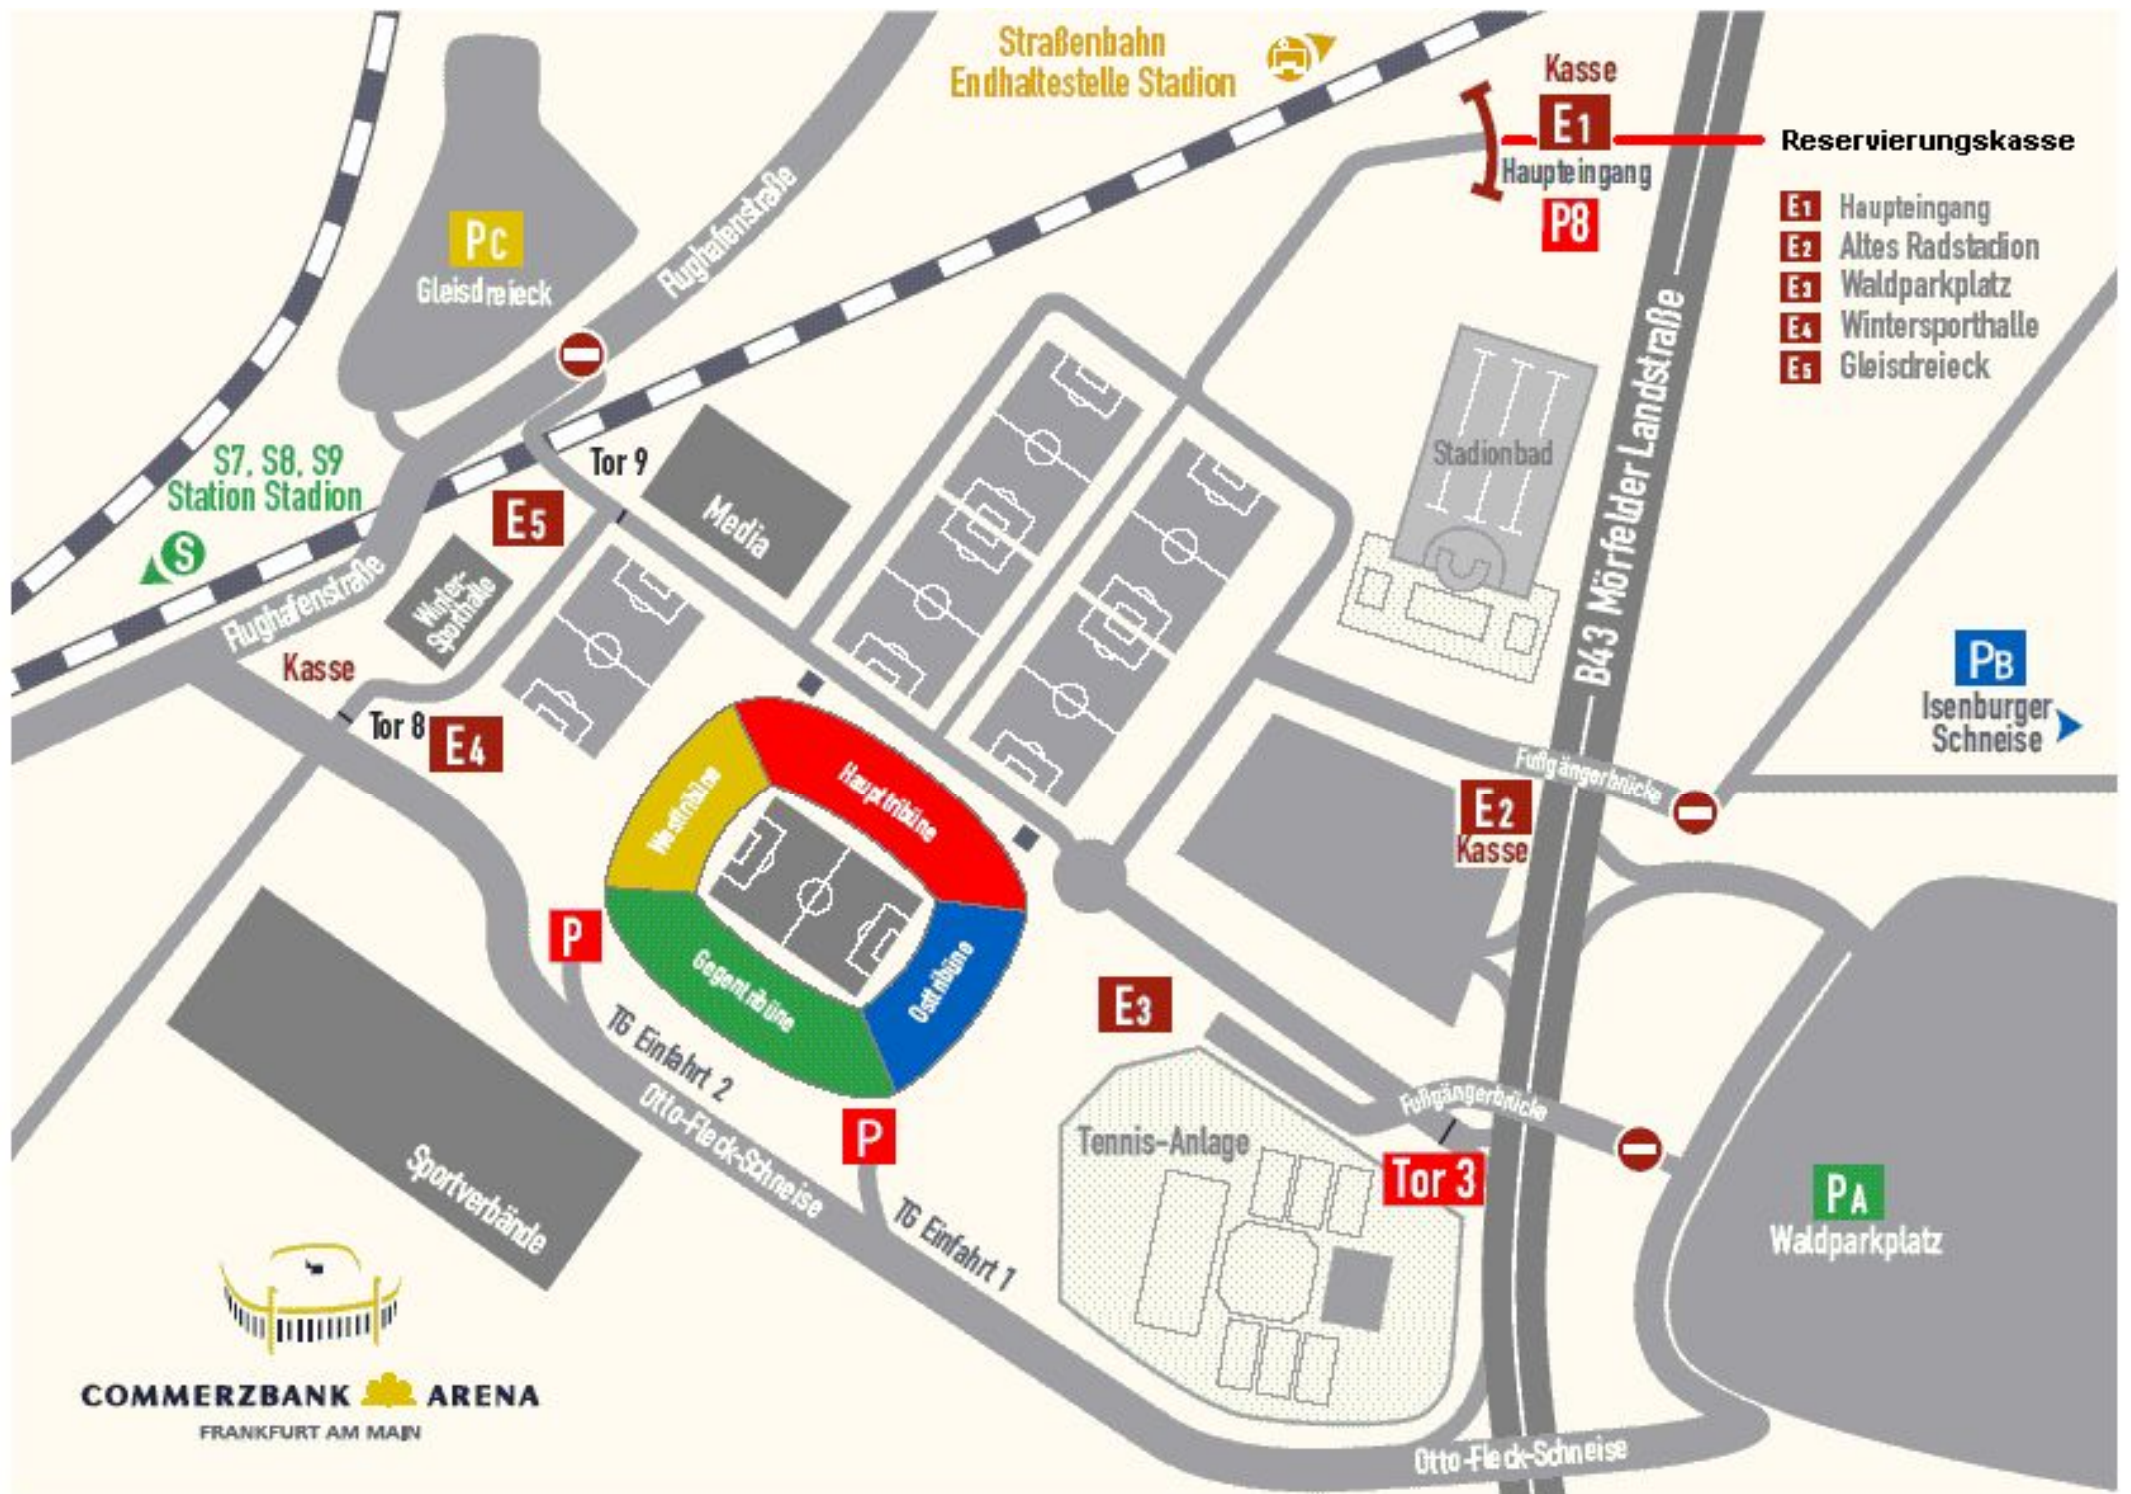 Straßenbahn
Endhaltestelle Stadion
Kasse
E1
Haupteingang
P8
Reservierungskasse
E1 Haupteingang
E2 Altes Radstadion
E3 Waldparkplatz
E4 Wintersporthalle
E5 Gleisdreieck
PC
Gleisdreieck
Flughafenstraße
S7, S8, S9
Station Stadion
S
Tor 9
E5
Media
Winter-
Sporthalle
Flughafenstraße
Kasse
Tor 8
E4
Stadionbad
B43 Mörfelder Landstraße
PB
Isenburger
Schneise
Fußgängerbrücke
E2
Kasse
Westtribüne
Haupttribüne
Gegentribüne
Osttribüne
P
TG Einfahrt 2
E3
Otto-Fleck-Schneise
P
TG Einfahrt 1
Fußgängerbrücke
Tennis-Anlage
Tor 3
PA
Waldparkplatz
Sportverbände
Otto-Fleck-Schneise
COMMERZBANK ARENA
FRANKFURT AM MAIN